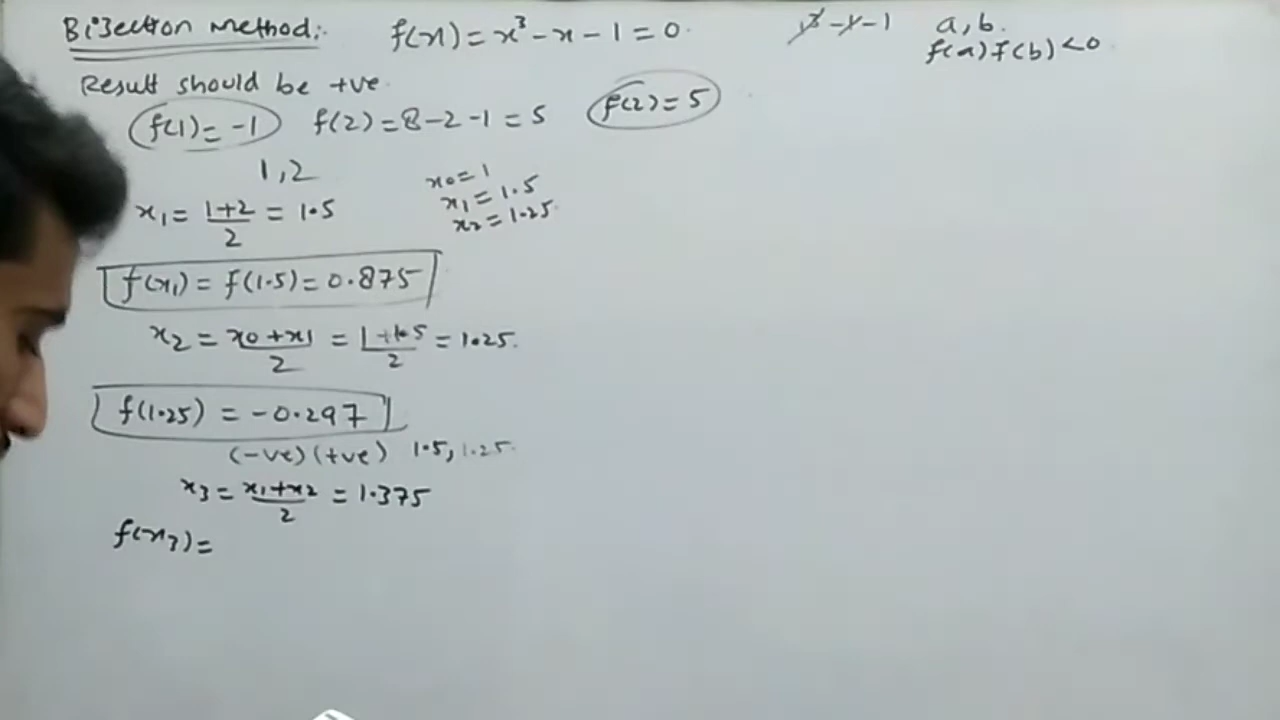 Bisection method:. f(x) = x³ - x - 1 = 0. x³ - x - 1 a, b.
f(a) f(b) < 0
Result should be +ve.
f(1) = -1 f(2) = 8 - 2 - 1 = 5 f(2) = 5
1, 2
x₀ = 1
x₁ = (1+2)/2 = 1.5 x₁ = 1.5
x₂ = 1.25.
f(x₁) = f(1.5) = 0.875
x₂ = (x₀ + x₁)/2 = (1 + 1.5)/2 = 1.25.
f(1.25) = -0.297
(-ve) (+ve) 1.5, 1.25.
x₃ = (x₁ + x₂)/2 = 1.375
f(x₃) =